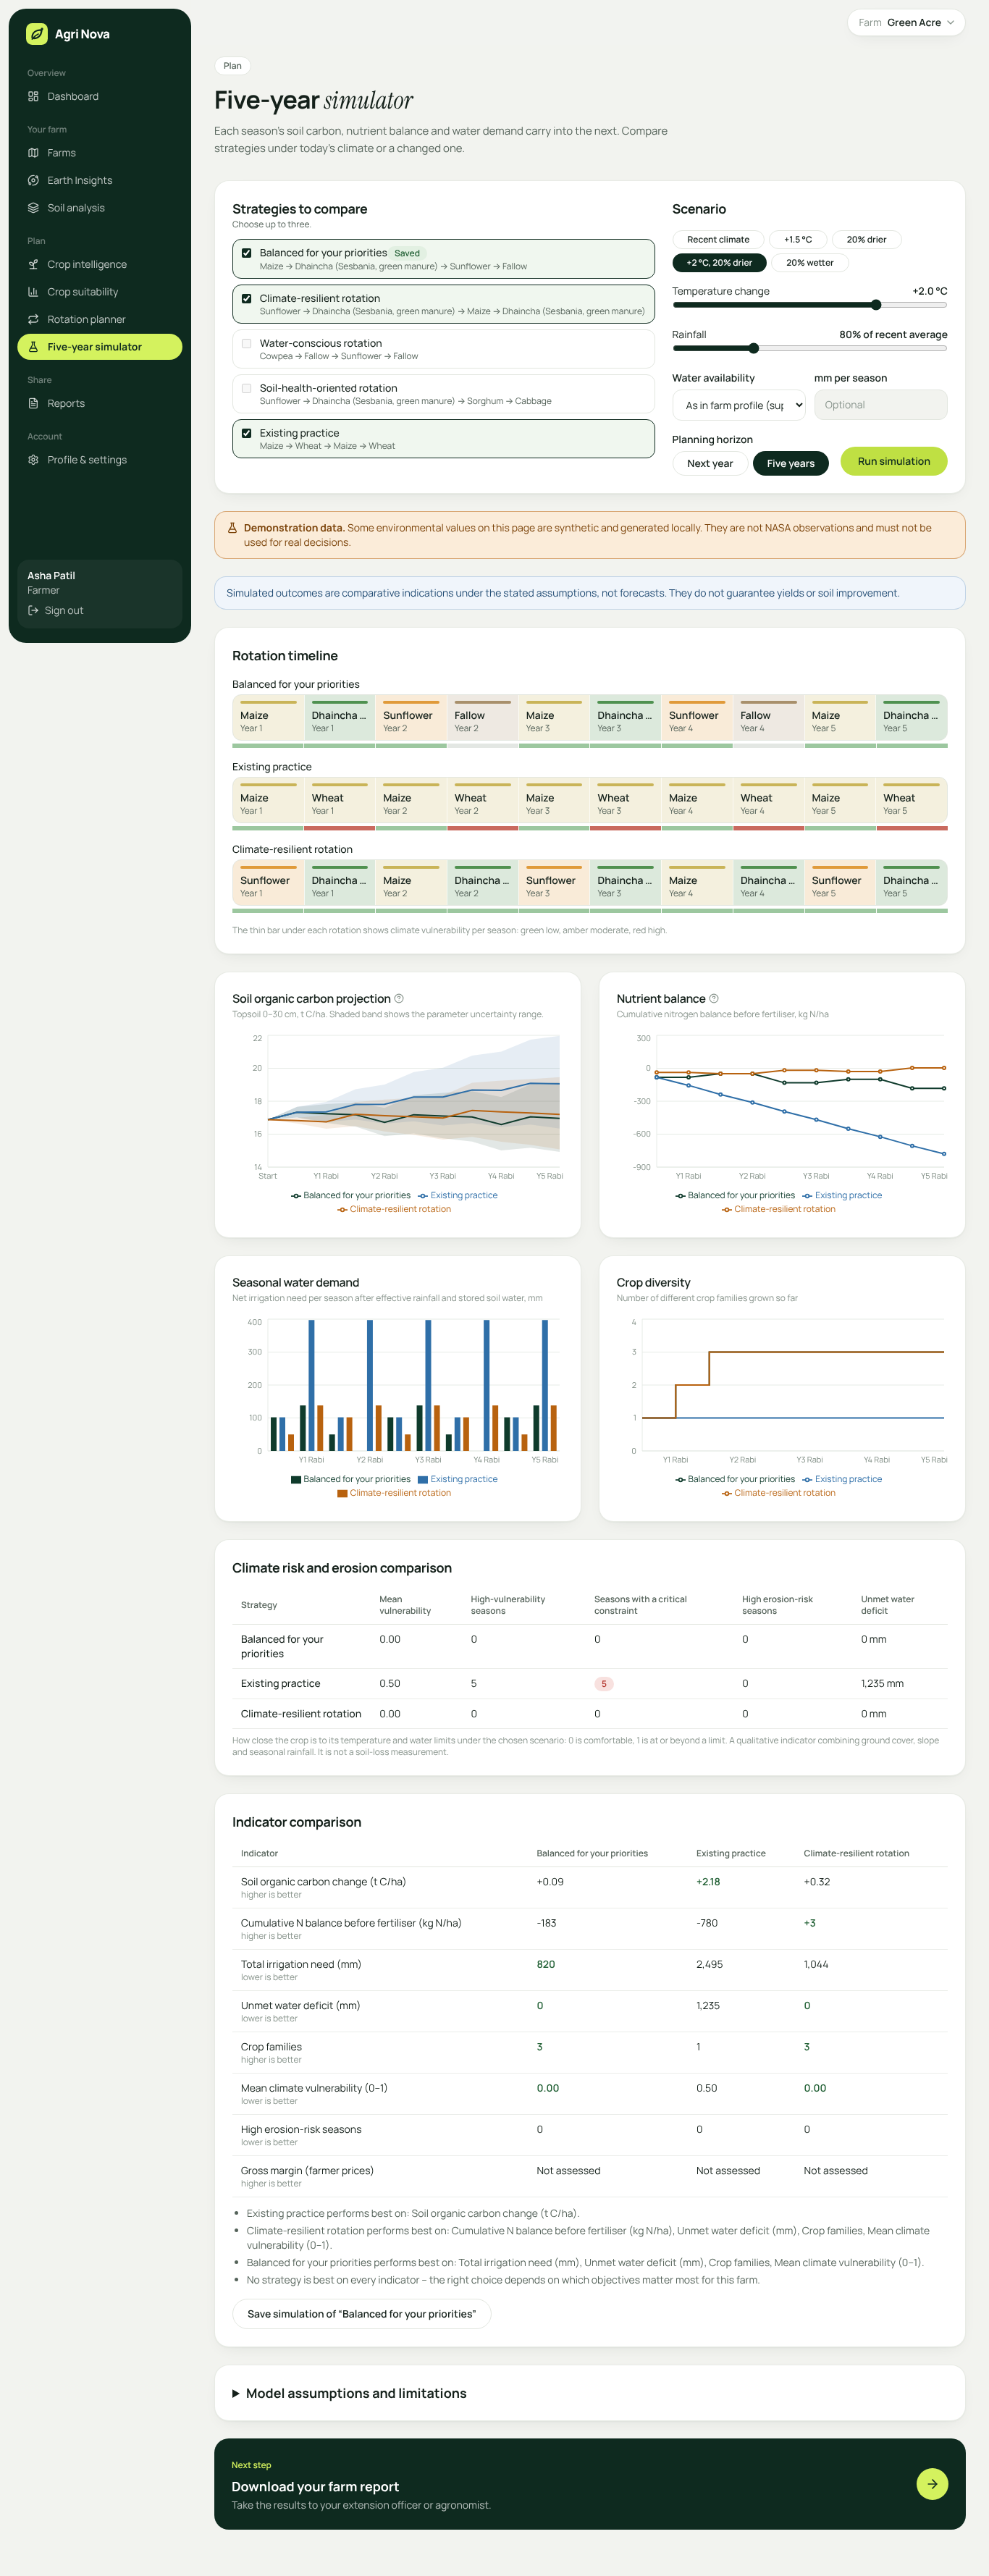 Agri Nova
Overview
Dashboard
Your farm
Farms
Earth Insights
Soil analysis
Plan
Crop intelligence
Crop suitability
Rotation planner
Five-year simulator
Share
Reports
Account
Profile & settings
Asha Patil
Farmer
Sign out
Farm Green Acre
Plan
Five-year simulator
Each season's soil carbon, nutrient balance and water demand carry into the next. Compare
strategies under today's climate or a changed one.
Strategies to compare
Choose up to three.
Balanced for your priorities Saved
Maize → Dhaincha (Sesbania, green manure) → Sunflower → Fallow
Climate-resilient rotation
Sunflower → Dhaincha (Sesbania, green manure) → Maize → Dhaincha (Sesbania, green manure)
Water-conscious rotation
Cowpea → Fallow → Sunflower → Fallow
Soil-health-oriented rotation
Sunflower → Dhaincha (Sesbania, green manure) → Sorghum → Cabbage
Existing practice
Maize → Wheat → Maize → Wheat
Scenario
Recent climate +1.5 °C 20% drier
+2 °C, 20% drier 20% wetter
Temperature change +2.0 °C
Rainfall 80% of recent average
Water availability mm per season
As in farm profile (sup Optional
Planning horizon
Next year Five years Run simulation
Demonstration data. Some environmental values on this page are synthetic and generated locally. They are not NASA observations and must not be
used for real decisions.
Simulated outcomes are comparative indications under the stated assumptions, not forecasts. They do not guarantee yields or soil improvement.
Rotation timeline
Balanced for your priorities
Maize Dhaincha ... Sunflower Fallow Maize Dhaincha ... Sunflower Fallow Maize Dhaincha ...
Year 1 Year 1 Year 2 Year 2 Year 3 Year 3 Year 4 Year 4 Year 5 Year 5
Existing practice
Maize Wheat Maize Wheat Maize Wheat Maize Wheat Maize Wheat
Year 1 Year 1 Year 2 Year 2 Year 3 Year 3 Year 4 Year 4 Year 5 Year 5
Climate-resilient rotation
Sunflower Dhaincha ... Maize Dhaincha ... Sunflower Dhaincha ... Maize Dhaincha ... Sunflower Dhaincha ...
Year 1 Year 1 Year 2 Year 2 Year 3 Year 3 Year 4 Year 4 Year 5 Year 5
The thin bar under each rotation shows climate vulnerability per season: green low, amber moderate, red high.
Soil organic carbon projection
Topsoil 0–30 cm, t C/ha. Shaded band shows the parameter uncertainty range.
22
20
18
16
14
Start Y1 Rabi Y2 Rabi Y3 Rabi Y4 Rabi Y5 Rabi
Balanced for your priorities Existing practice
Climate-resilient rotation
Nutrient balance
Cumulative nitrogen balance before fertiliser, kg N/ha
300
0
-300
-600
-900
Y1 Rabi Y2 Rabi Y3 Rabi Y4 Rabi Y5 Rabi
Balanced for your priorities Existing practice
Climate-resilient rotation
Seasonal water demand
Net irrigation need per season after effective rainfall and stored soil water, mm
400
300
200
100
0
Y1 Rabi Y2 Rabi Y3 Rabi Y4 Rabi Y5 Rabi
Balanced for your priorities Existing practice
Climate-resilient rotation
Crop diversity
Number of different crop families grown so far
4
3
2
1
0
Y1 Rabi Y2 Rabi Y3 Rabi Y4 Rabi Y5 Rabi
Balanced for your priorities Existing practice
Climate-resilient rotation
Climate risk and erosion comparison
Strategy Mean vulnerability High-vulnerability seasons Seasons with a critical constraint High erosion-risk seasons Unmet water deficit
Balanced for your priorities 0.00 0 0 0 0 mm
Existing practice 0.50 5 5 0 1,235 mm
Climate-resilient rotation 0.00 0 0 0 0 mm
How close the crop is to its temperature and water limits under the chosen scenario: 0 is comfortable, 1 is at or beyond a limit. A qualitative indicator combining ground cover, slope
and seasonal rainfall. It is not a soil-loss measurement.
Indicator comparison
Indicator Balanced for your priorities Existing practice Climate-resilient rotation
Soil organic carbon change (t C/ha) +0.09 +2.18 +0.32
higher is better
Cumulative N balance before fertiliser (kg N/ha) -183 -780 +3
higher is better
Total irrigation need (mm) 820 2,495 1,044
lower is better
Unmet water deficit (mm) 0 1,235 0
lower is better
Crop families 3 1 3
higher is better
Mean climate vulnerability (0–1) 0.00 0.50 0.00
lower is better
High erosion-risk seasons 0 0 0
lower is better
Gross margin (farmer prices) Not assessed Not assessed Not assessed
higher is better
• Existing practice performs best on: Soil organic carbon change (t C/ha).
• Climate-resilient rotation performs best on: Cumulative N balance before fertiliser (kg N/ha), Unmet water deficit (mm), Crop families, Mean climate
vulnerability (0–1).
• Balanced for your priorities performs best on: Total irrigation need (mm), Unmet water deficit (mm), Crop families, Mean climate vulnerability (0–1).
• No strategy is best on every indicator – the right choice depends on which objectives matter most for this farm.
Save simulation of “Balanced for your priorities”
Model assumptions and limitations
Next step
Download your farm report
Take the results to your extension officer or agronomist.